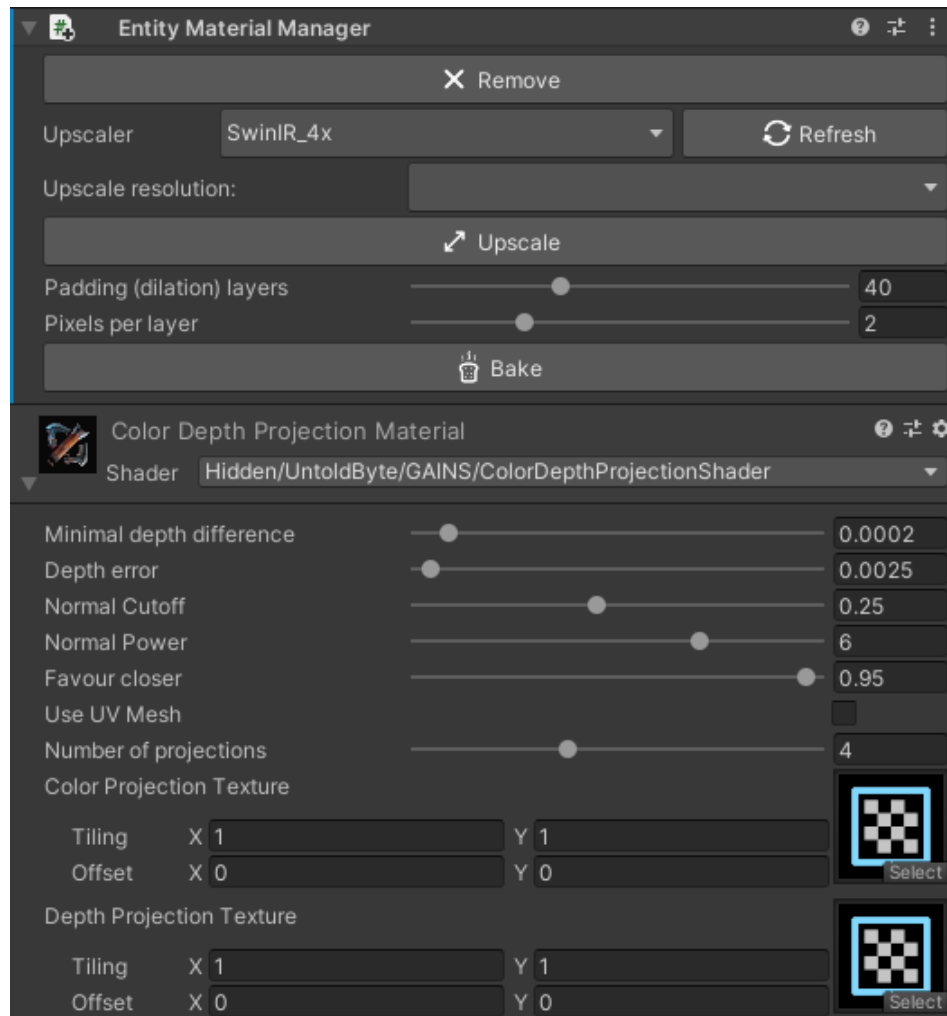 Entity Material Manager
Remove
Upscaler SwinIR_4x Refresh
Upscale resolution:
Upscale
Padding (dilation) layers 40
Pixels per layer 2
Bake
Color Depth Projection Material
Shader Hidden/UntoldByte/GAINS/ColorDepthProjectionShader
Minimal depth difference 0.0002
Depth error 0.0025
Normal Cutoff 0.25
Normal Power 6
Favour closer 0.95
Use UV Mesh
Number of projections 4
Color Projection Texture
Tiling X 1 Y 1
Offset X 0 Y 0 Select
Depth Projection Texture
Tiling X 1 Y 1
Offset X 0 Y 0 Select